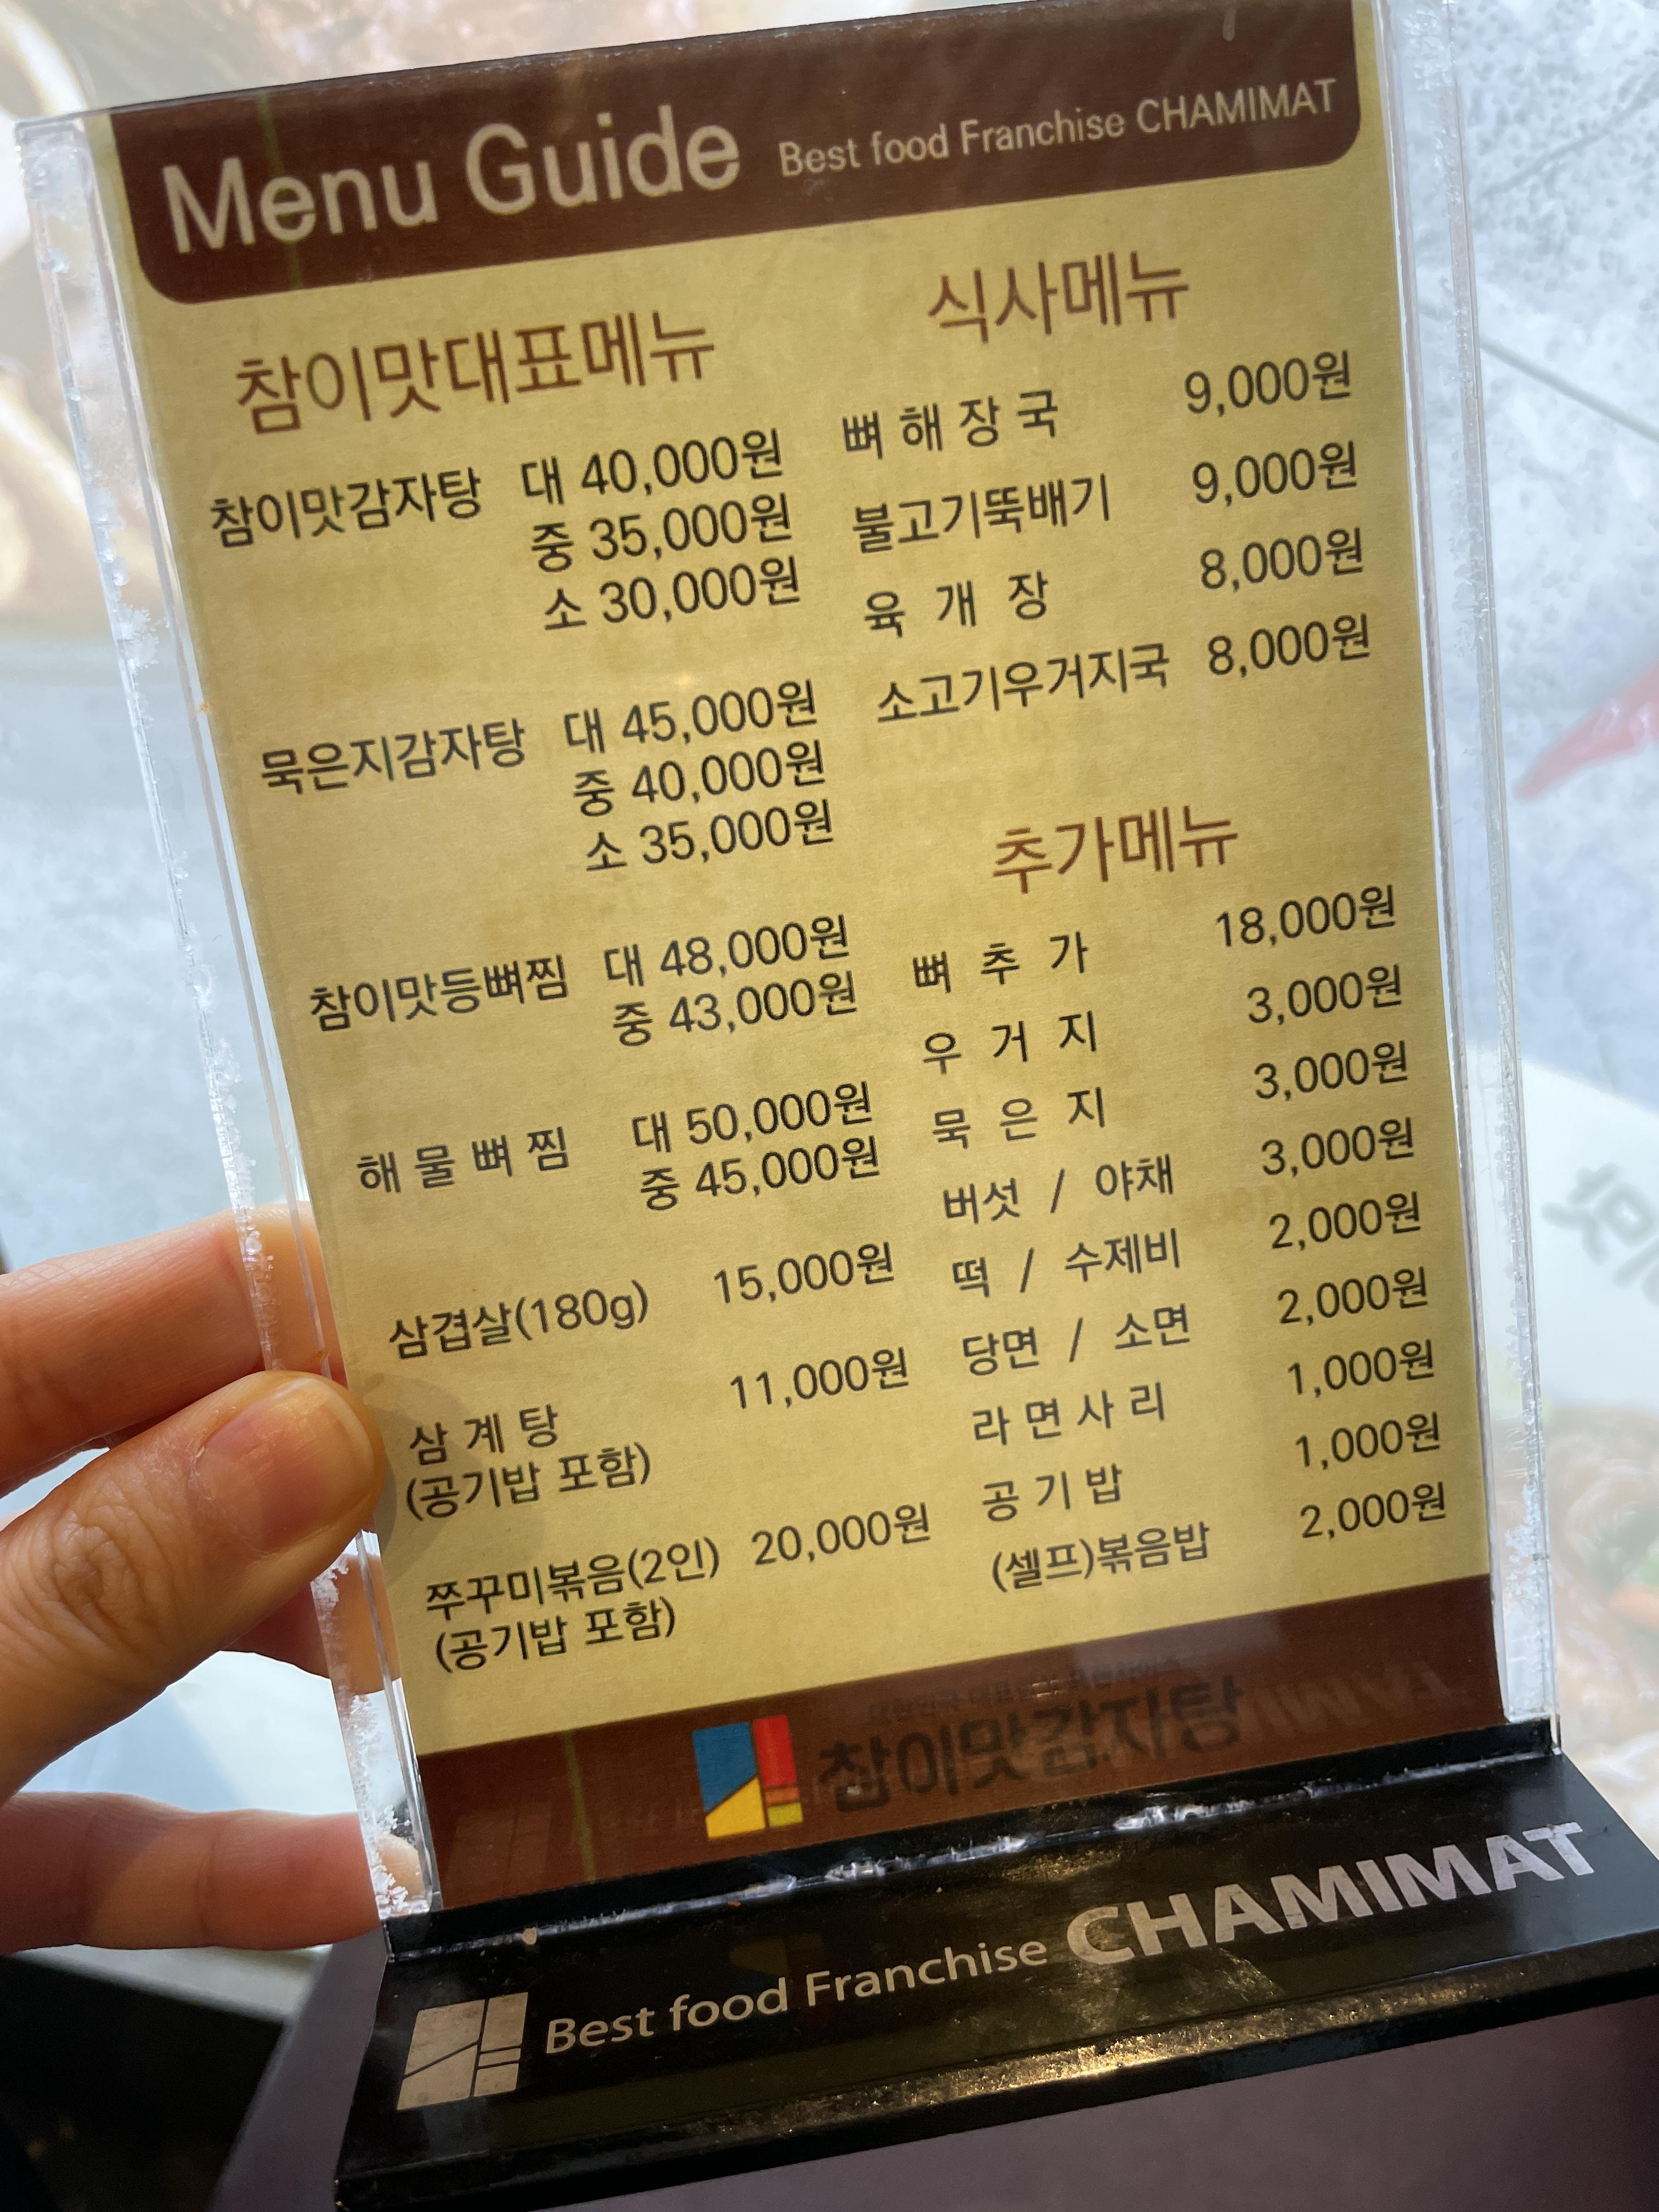 Menu Guide Best food Franchise CHAMIMAT
참이맛대표메뉴
참이맛감자탕 대 40,000원
중 35,000원
소 30,000원
묵은지감자탕 대 45,000원
중 40,000원
소 35,000원
참이맛등뼈찜 대 48,000원
중 43,000원
해물뼈찜 대 50,000원
중 45,000원
삼겹살(180g) 15,000원
삼계탕 11,000원
(공기밥 포함)
쭈꾸미볶음(2인) 20,000원
(공기밥 포함)
식사메뉴
뼈해장국 9,000원
불고기뚝배기 9,000원
육개장 8,000원
소고기우거지국 8,000원
추가메뉴
뼈추가 18,000원
우거지 3,000원
묵은지 3,000원
버섯 / 야채 3,000원
떡 / 수제비 2,000원
당면 / 소면 2,000원
라면사리 1,000원
공기밥 1,000원
(셀프)볶음밥 2,000원
참이맛감자탕
Best food Franchise CHAMIMAT